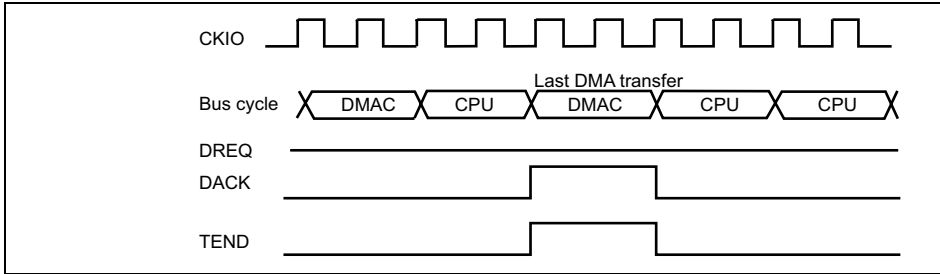 CKIO
Last DMA transfer
Bus cycle DMAC CPU DMAC CPU CPU
DREQ
DACK
TEND